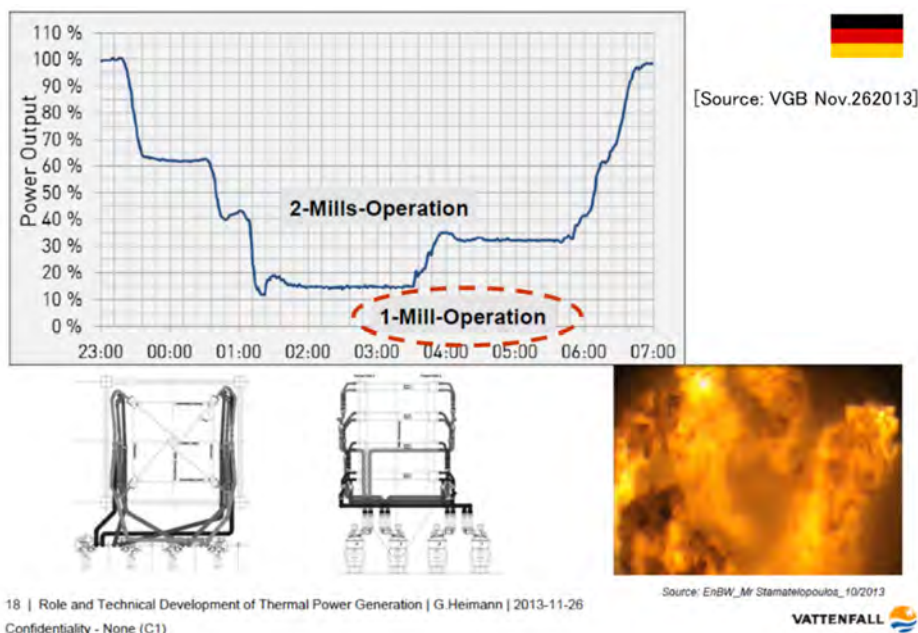 110 %
100 %
90 %
80 %
70 %
60 %
50 %
40 %
30 %
20 %
10 %
0 %
Power Output
2-Mills-Operation
1-Mill-Operation
23:00 00:00 01:00 02:00 03:00 04:00 05:00 06:00 07:00
[Source: VGB Nov.262013]
Source: EnBW_Mr Stamatelopoulos_10/2013
18 | Role and Technical Development of Thermal Power Generation | G.Heimann | 2013-11-26
Confidentiality - None (C1)
VATTENFALL